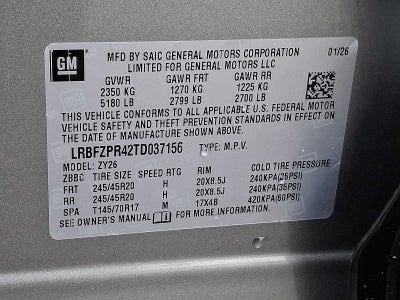 GM
MFD BY SAIC GENERAL MOTORS CORPORATION 01/26
LIMITED FOR GENERAL MOTORS LLC
GVWR GAWR FRT GAWR RR
2350 KG 1270 KG 1225 KG
5180 LB 2799 LB 2700 LB
THIS VEHICLE CONFORMS TO ALL APPLICABLE U.S. FEDERAL MOTOR
VEHICLE SAFETY AND THEFT PREVENTION STANDARDS IN EFFECT ON
THE DATE OF MANUFACTURE SHOWN ABOVE.
LRBFZPR42TD037156 TYPE: M.P.V.
MODEL: ZY26
ZBBC TIRE SIZE SPEED RTG RIM COLD TIRE PRESSURE
FRT 245/45R20 H 20X8.5J 240KPA(35PSI)
RR 245/45R20 H 20X8.5J 240KPA(35PSI)
SPA T145/70R17 M 17X4B 420KPA(60PSI)
SEE OWNER'S MANUAL FOR MORE INFORMATION.